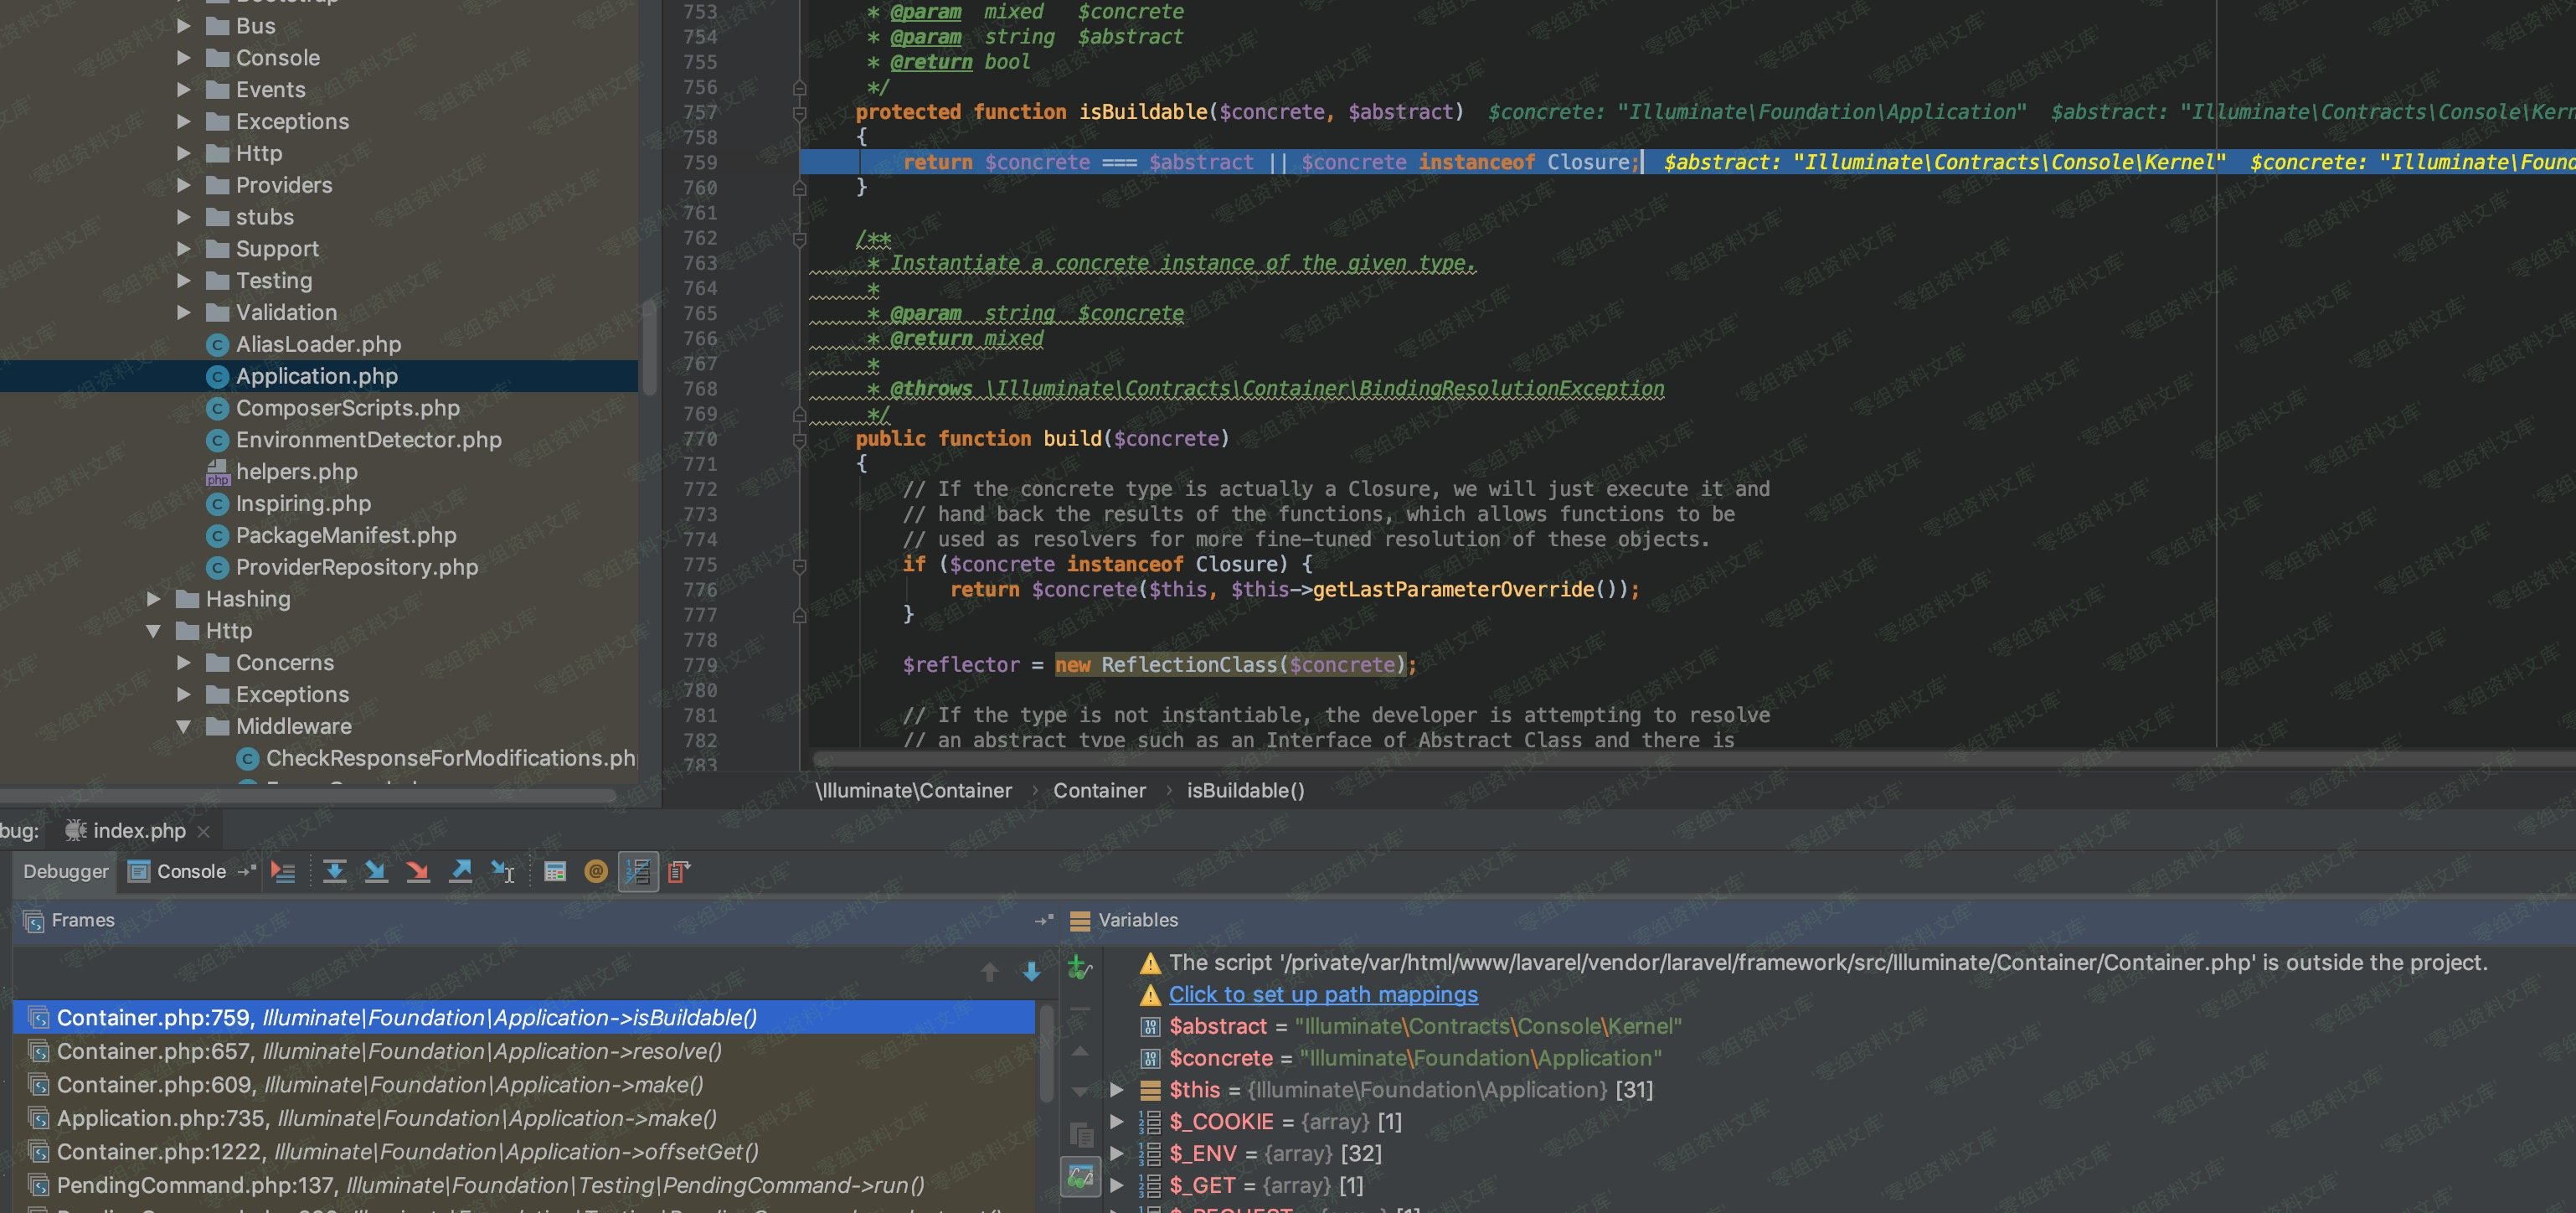 Bus
Console
Events
Exceptions
Http
Providers
stubs
Support
Testing
Validation
AliasLoader.php
Application.php
ComposerScripts.php
EnvironmentDetector.php
helpers.php
Inspiring.php
PackageManifest.php
ProviderRepository.php
Hashing
Http
Concerns
Exceptions
Middleware
CheckResponseForModifications.ph
753 * @param mixed $concrete
754 * @param string $abstract
755 * @return bool
756 */
757 protected function isBuildable($concrete, $abstract) $concrete: "Illuminate\Foundation\Application" $abstract: "Illuminate\Contracts\Console\Kern
758 {
759 return $concrete === $abstract || $concrete instanceof Closure; $abstract: "Illuminate\Contracts\Console\Kernel" $concrete: "Illuminate\Found
760 }
761
762 /**
763 * Instantiate a concrete instance of the given type.
764 *
765 * @param string $concrete
766 * @return mixed
767 *
768 * @throws \Illuminate\Contracts\Container\BindingResolutionException
769 */
770 public function build($concrete)
771 {
772 // If the concrete type is actually a Closure, we will just execute it and
773 // hand back the results of the functions, which allows functions to be
774 // used as resolvers for more fine-tuned resolution of these objects.
775 if ($concrete instanceof Closure) {
776 return $concrete($this, $this->getLastParameterOverride());
777 }
778
779 $reflector = new ReflectionClass($concrete);
780
781 // If the type is not instantiable, the developer is attempting to resolve
782 // an abstract type such as an Interface of Abstract Class and there is
783
\Illuminate\Container › Container › isBuildable()
bug: index.php
Debugger Console
Frames
Container.php:759, Illuminate\Foundation\Application->isBuildable()
Container.php:657, Illuminate\Foundation\Application->resolve()
Container.php:609, Illuminate\Foundation\Application->make()
Application.php:735, Illuminate\Foundation\Application->make()
Container.php:1222, Illuminate\Foundation\Application->offsetGet()
PendingCommand.php:137, Illuminate\Foundation\Testing\PendingCommand->run()
Variables
The script '/private/var/html/www/lavarel/vendor/laravel/framework/src/Illuminate/Container/Container.php' is outside the project.
Click to set up path mappings
$abstract = "Illuminate\Contracts\Console\Kernel"
$concrete = "Illuminate\Foundation\Application"
$this = {Illuminate\Foundation\Application} [31]
$_COOKIE = {array} [1]
$_ENV = {array} [32]
$_GET = {array} [1]
零组资料文库